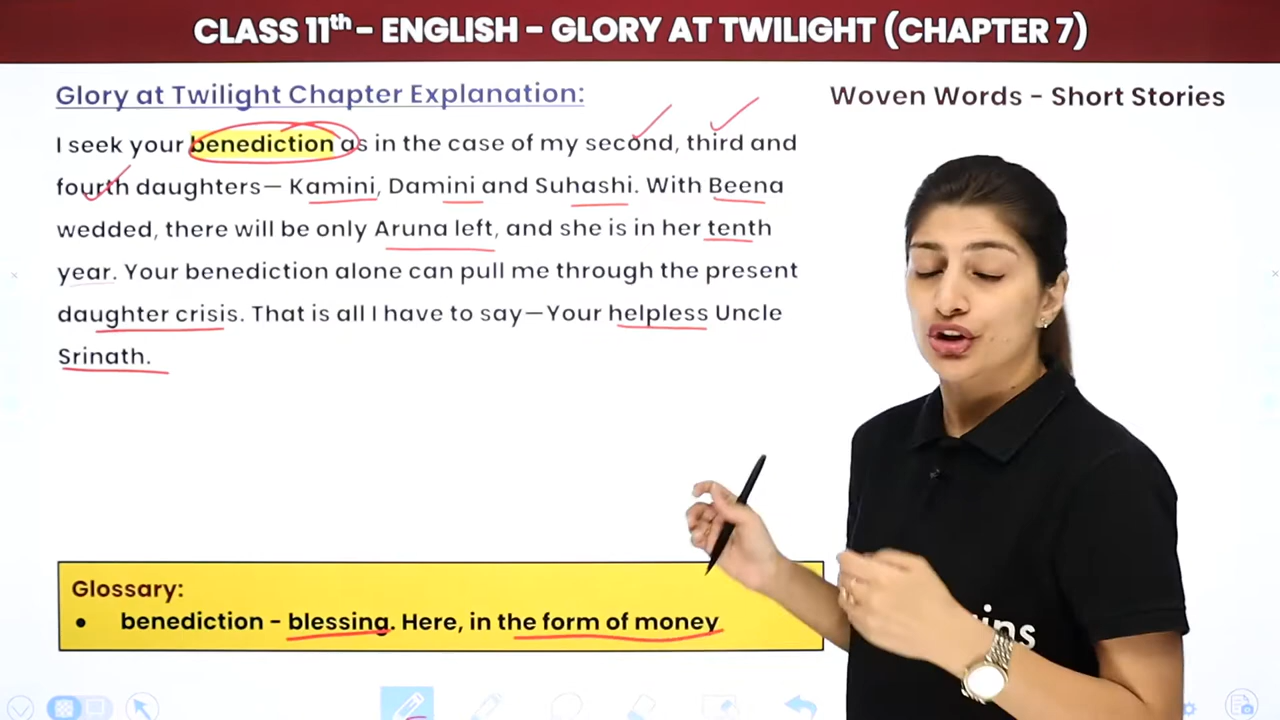 CLASS 11th - ENGLISH - GLORY AT TWILIGHT (CHAPTER 7)
Glory at Twilight Chapter Explanation:
Woven Words - Short Stories
I seek your benediction as in the case of my second, third and
fourth daughters— Kamini, Damini and Suhashi. With Beena
wedded, there will be only Aruna left, and she is in her tenth
year. Your benediction alone can pull me through the present
daughter crisis. That is all I have to say—Your helpless Uncle
Srinath.
Glossary:
• benediction - blessing. Here, in the form of money